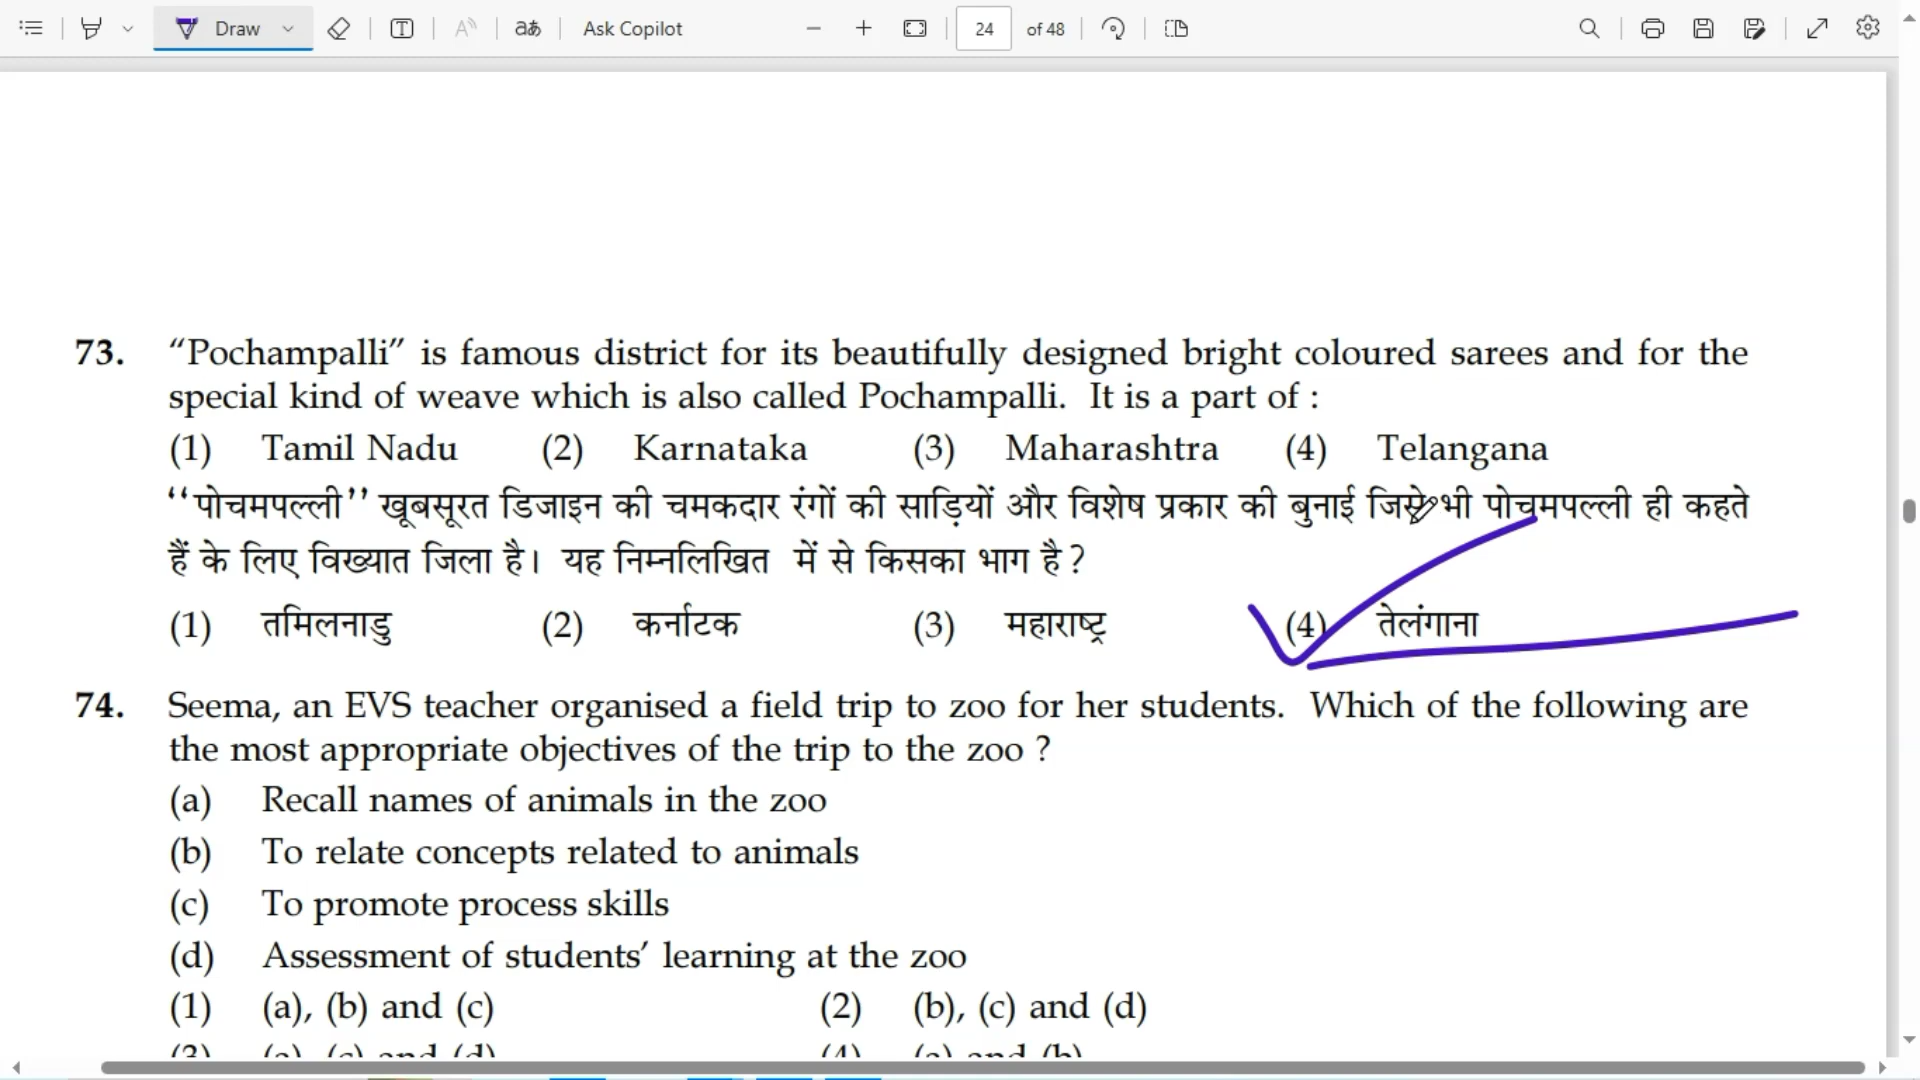 Draw
Ask Copilot
24 of 48
73. “Pochampalli” is famous district for its beautifully designed bright coloured sarees and for the
special kind of weave which is also called Pochampalli. It is a part of :
(1) Tamil Nadu (2) Karnataka (3) Maharashtra (4) Telangana
‘‘पोचमपल्ली’’ खूबसूरत डिजाइन की चमकदार रंगों की साड़ियों और विशेष प्रकार की बुनाई जिसे भी पोचमपल्ली ही कहते
हैं के लिए विख्यात जिला है। यह निम्नलिखित में से किसका भाग है ?
(1) तमिलनाडु (2) कर्नाटक (3) महाराष्ट्र (4) तेलंगाना
74. Seema, an EVS teacher organised a field trip to zoo for her students. Which of the following are
the most appropriate objectives of the trip to the zoo ?
(a) Recall names of animals in the zoo
(b) To relate concepts related to animals
(c) To promote process skills
(d) Assessment of students’ learning at the zoo
(1) (a), (b) and (c) (2) (b), (c) and (d)
(3) (a), (c) and (d) (4) (a) and (b)